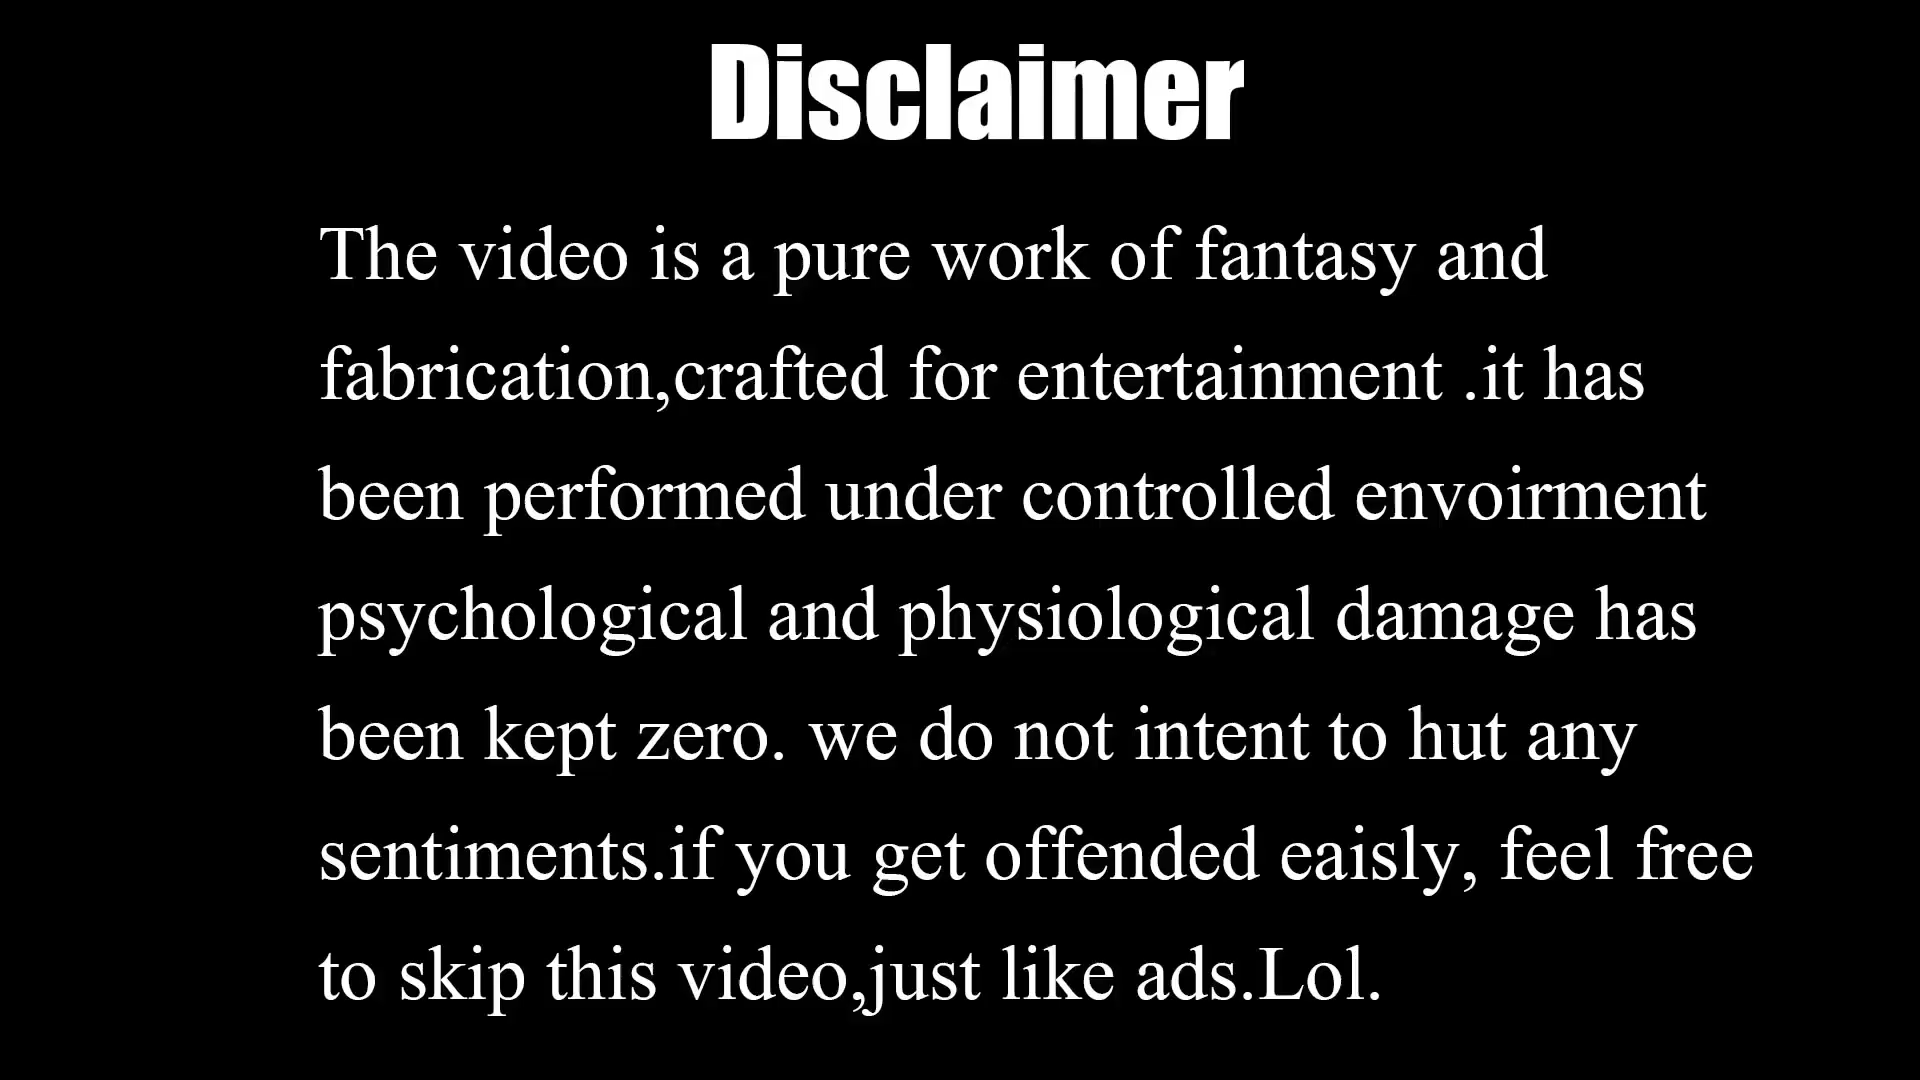 Disclaimer
The video is a pure work of fantasy and
fabrication,crafted for entertainment .it has
been performed under controlled envoirment
psychological and physiological damage has
been kept zero. we do not intent to hut any
sentiments.if you get offended eaisly, feel free
to skip this video,just like ads.Lol.